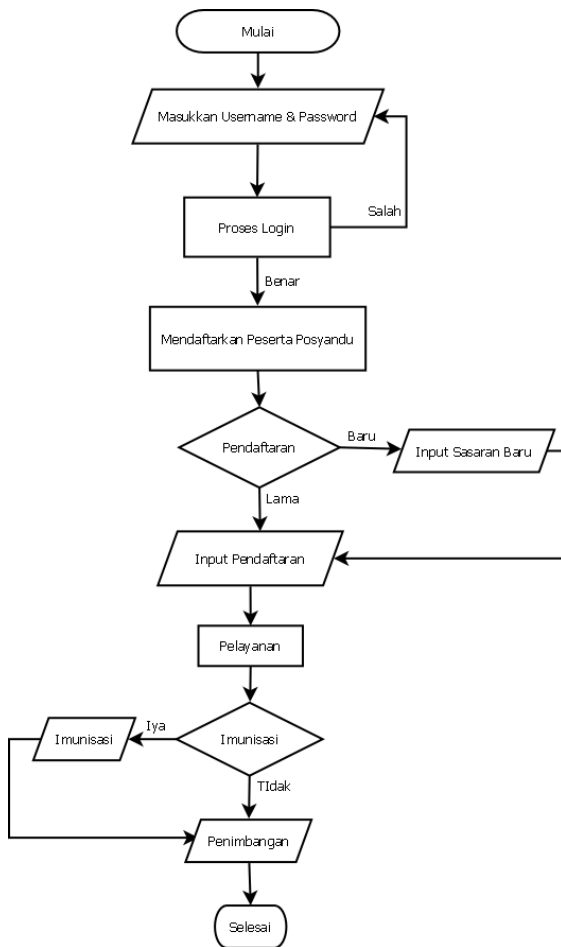 Mulai
Masukkan Username & Password
Salah
Proses Login
Benar
Mendaftarkan Peserta Posyandu
Baru
Pendaftaran
Input Sasaran Baru
Lama
Input Pendaftaran
Pelayanan
Iya
Imunisasi
Imunisasi
TIdak
Penimbangan
Selesai